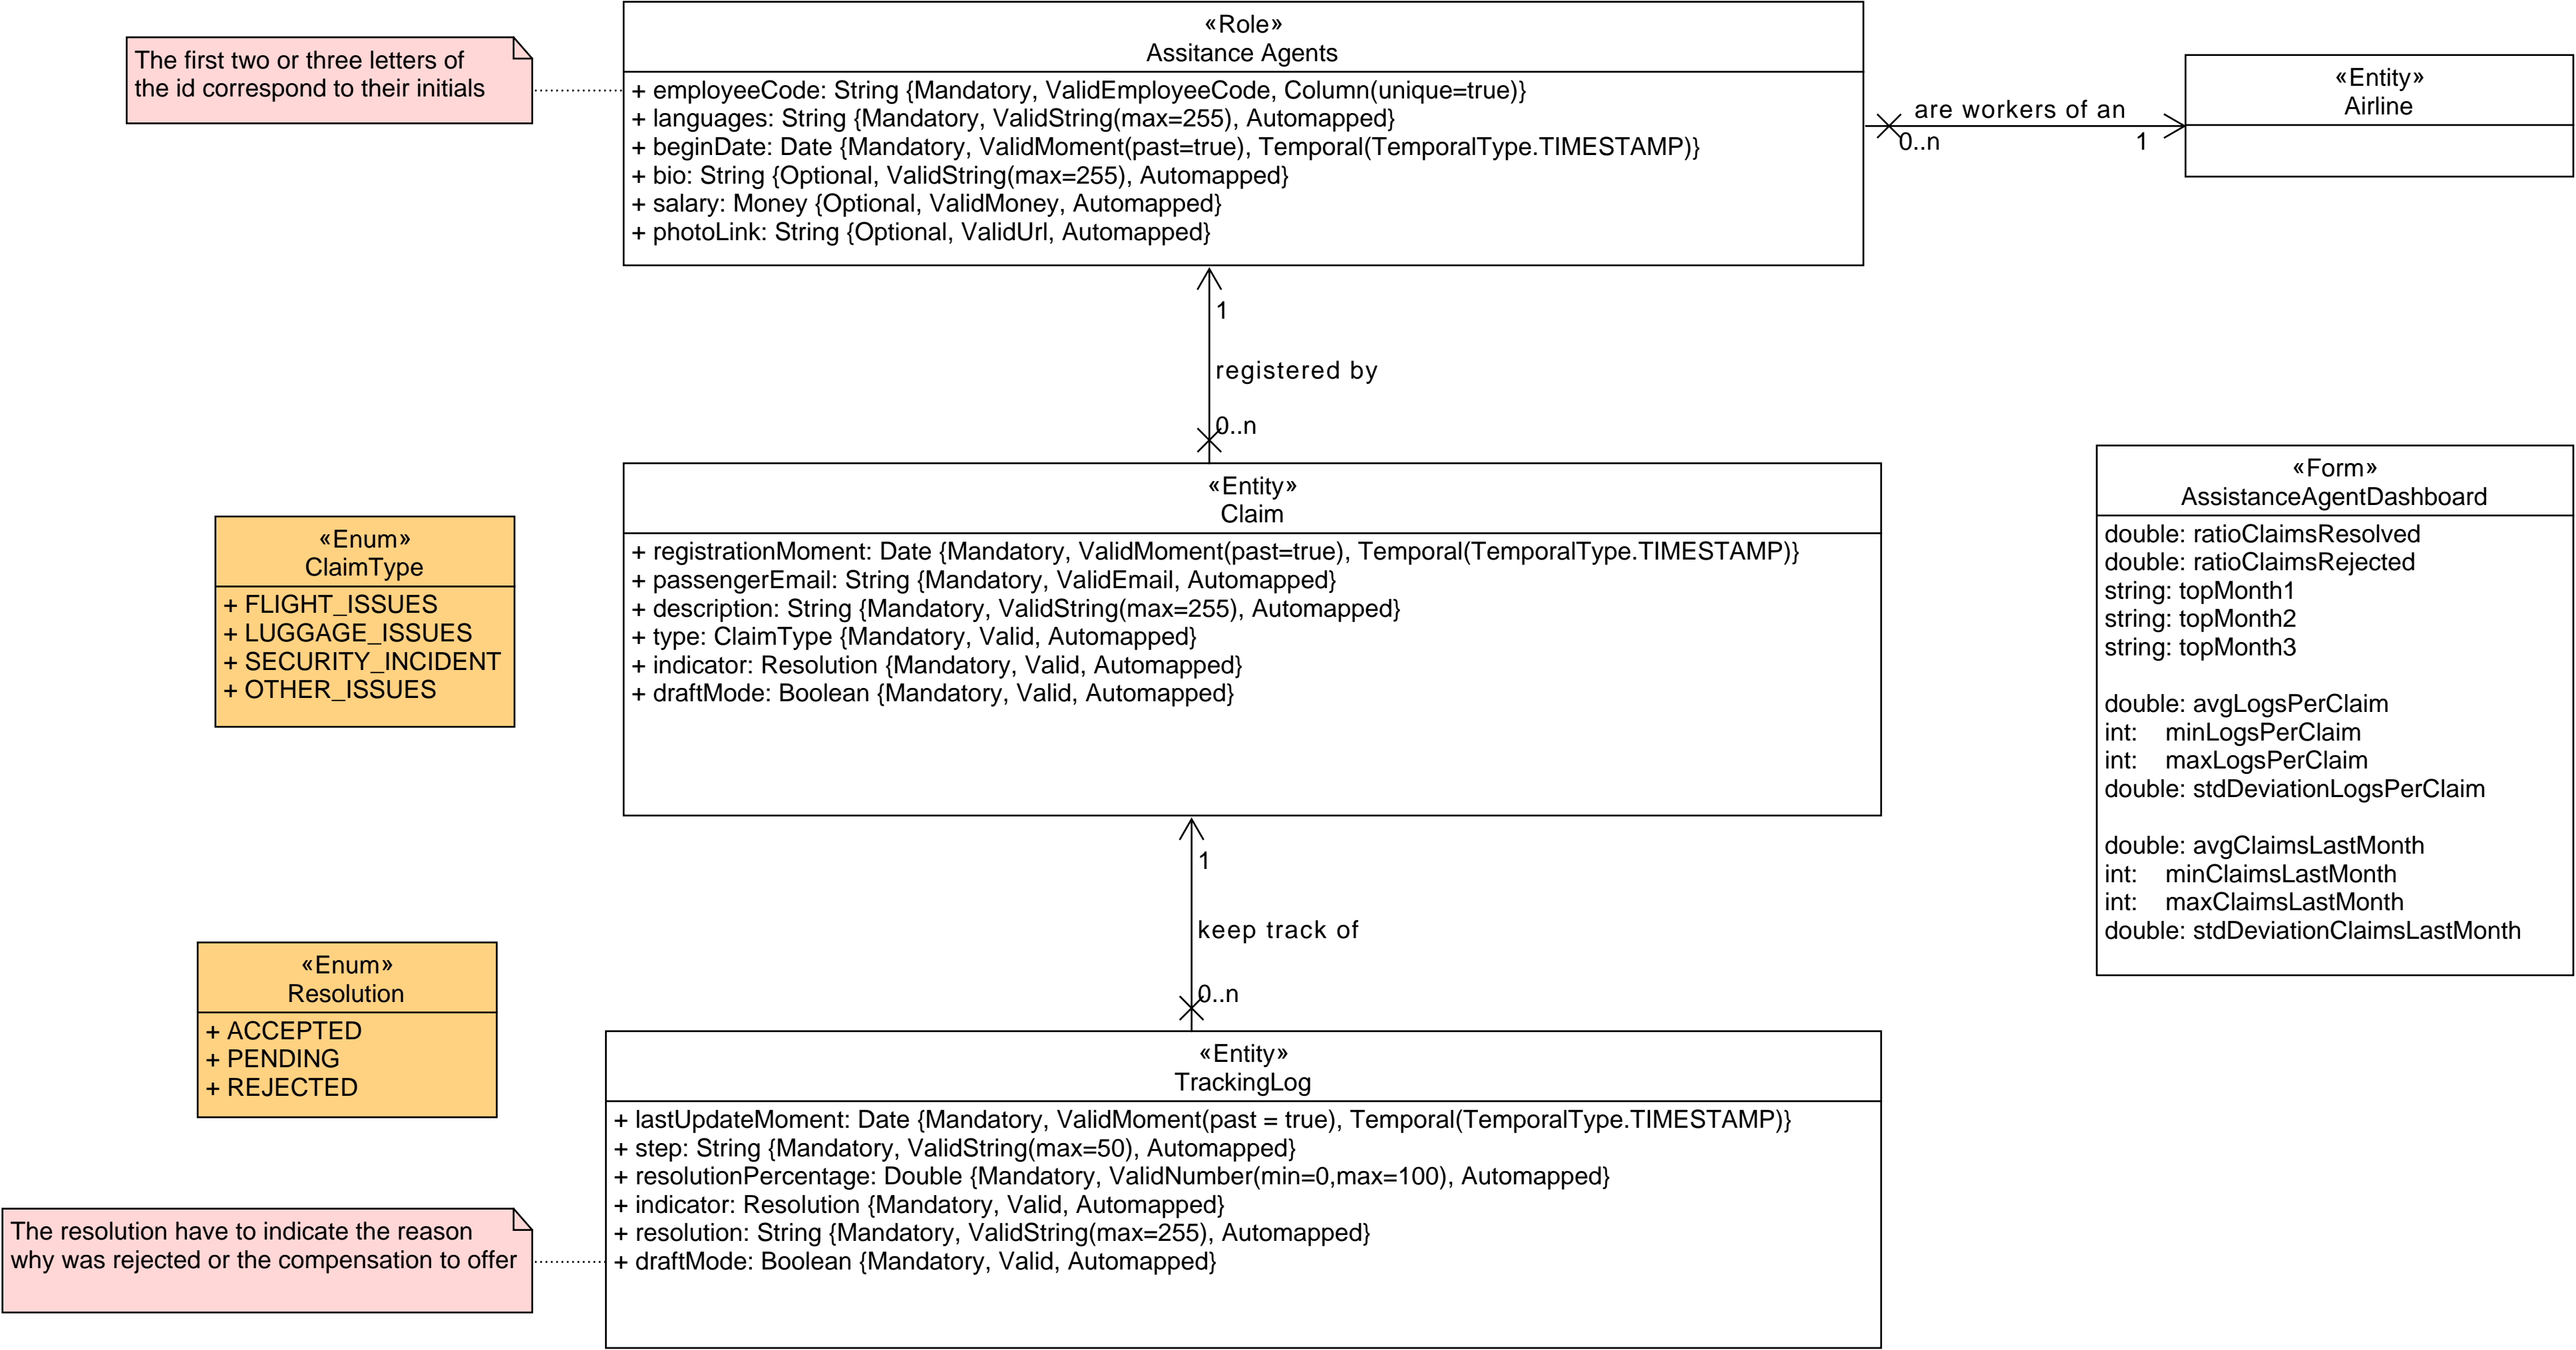 The first two or three letters of
the id correspond to their initials
«Role»
Assitance Agents
+ employeeCode: String {Mandatory, ValidEmployeeCode, Column(unique=true)}
+ languages: String {Mandatory, ValidString(max=255), Automapped}
+ beginDate: Date {Mandatory, ValidMoment(past=true), Temporal(TemporalType.TIMESTAMP)}
+ bio: String {Optional, ValidString(max=255), Automapped}
+ salary: Money {Optional, ValidMoney, Automapped}
+ photoLink: String {Optional, ValidUrl, Automapped}
are workers of an
0..n
1
«Entity»
Airline
1
registered by
0..n
«Enum»
ClaimType
+ FLIGHT_ISSUES
+ LUGGAGE_ISSUES
+ SECURITY_INCIDENT
+ OTHER_ISSUES
«Entity»
Claim
+ registrationMoment: Date {Mandatory, ValidMoment(past=true), Temporal(TemporalType.TIMESTAMP)}
+ passengerEmail: String {Mandatory, ValidEmail, Automapped}
+ description: String {Mandatory, ValidString(max=255), Automapped}
+ type: ClaimType {Mandatory, Valid, Automapped}
+ indicator: Resolution {Mandatory, Valid, Automapped}
+ draftMode: Boolean {Mandatory, Valid, Automapped}
«Form»
AssistanceAgentDashboard
double: ratioClaimsResolved
double: ratioClaimsRejected
string: topMonth1
string: topMonth2
string: topMonth3
double: avgLogsPerClaim
int: minLogsPerClaim
int: maxLogsPerClaim
double: stdDeviationLogsPerClaim
double: avgClaimsLastMonth
int: minClaimsLastMonth
int: maxClaimsLastMonth
double: stdDeviationClaimsLastMonth
1
keep track of
0..n
«Enum»
Resolution
+ ACCEPTED
+ PENDING
+ REJECTED
«Entity»
TrackingLog
+ lastUpdateMoment: Date {Mandatory, ValidMoment(past = true), Temporal(TemporalType.TIMESTAMP)}
+ step: String {Mandatory, ValidString(max=50), Automapped}
+ resolutionPercentage: Double {Mandatory, ValidNumber(min=0,max=100), Automapped}
+ indicator: Resolution {Mandatory, Valid, Automapped}
+ resolution: String {Mandatory, ValidString(max=255), Automapped}
+ draftMode: Boolean {Mandatory, Valid, Automapped}
The resolution have to indicate the reason
why was rejected or the compensation to offer